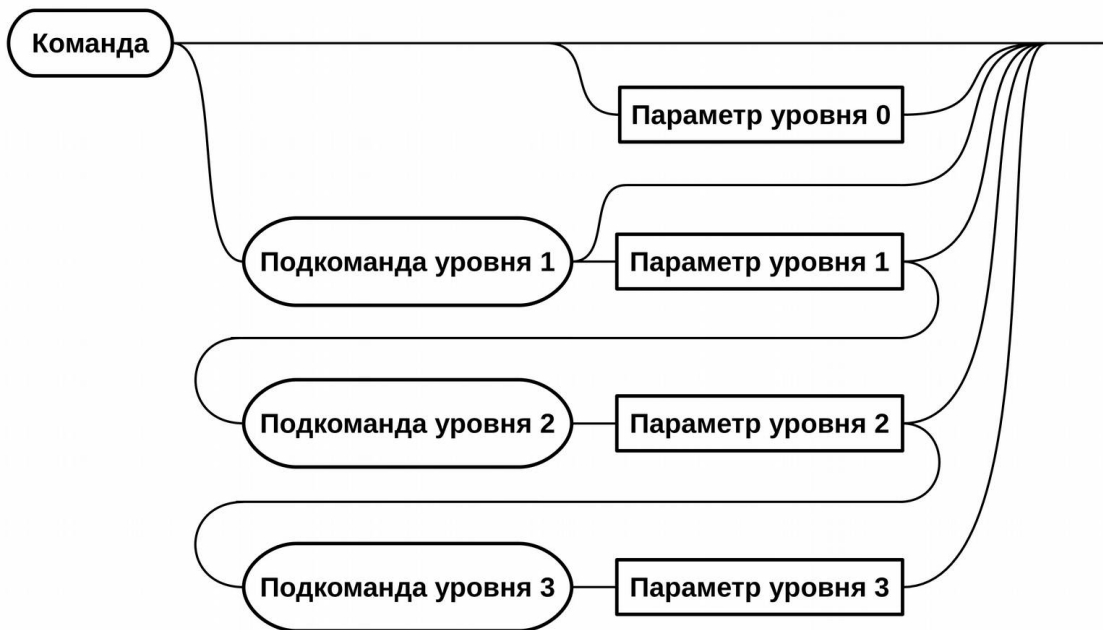 Команда
Параметр уровня 0
Подкоманда уровня 1
Параметр уровня 1
Подкоманда уровня 2
Параметр уровня 2
Подкоманда уровня 3
Параметр уровня 3